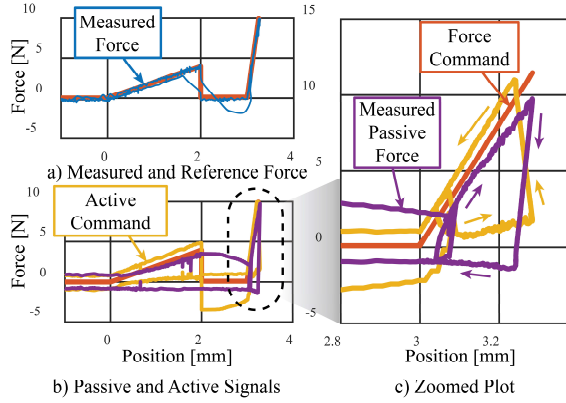 10
5
0
-5
Force [N]
Measured
Force
0
2
4
a) Measured and Reference Force
10
5
0
-5
Force [N]
Active
Command
0
2
4
Position [mm]
b) Passive and Active Signals
15
10
5
0
-5
Force
Command
Measured
Passive
Force
2.8
3
3.2
Position [mm]
c) Zoomed Plot